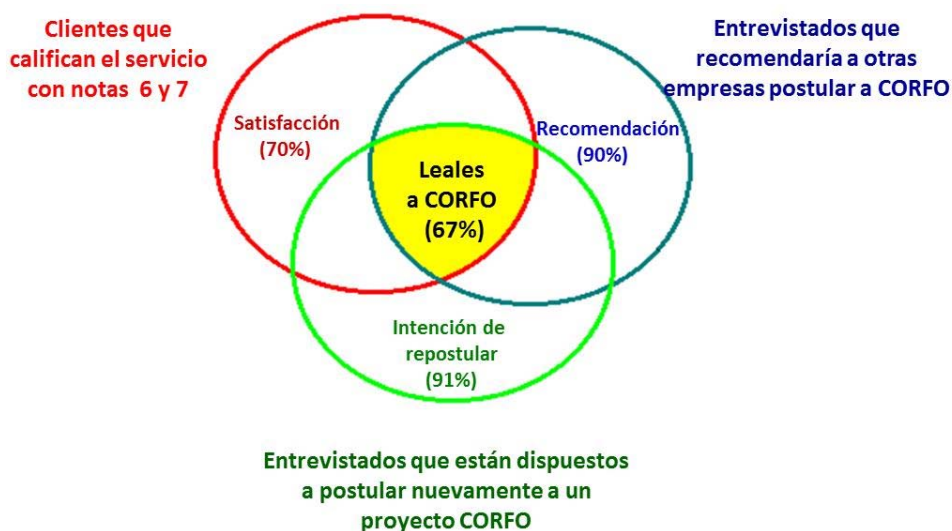 Clientes que
califican el servicio
con notas 6 y 7
Entrevistados que
recomendaría a otras
empresas postular a CORFO
Satisfacción
(70%)
Recomendación
(90%)
Leales
a CORFO
(67%)
Intención de
repostular
(91%)
Entrevistados que están dispuestos
a postular nuevamente a un
proyecto CORFO